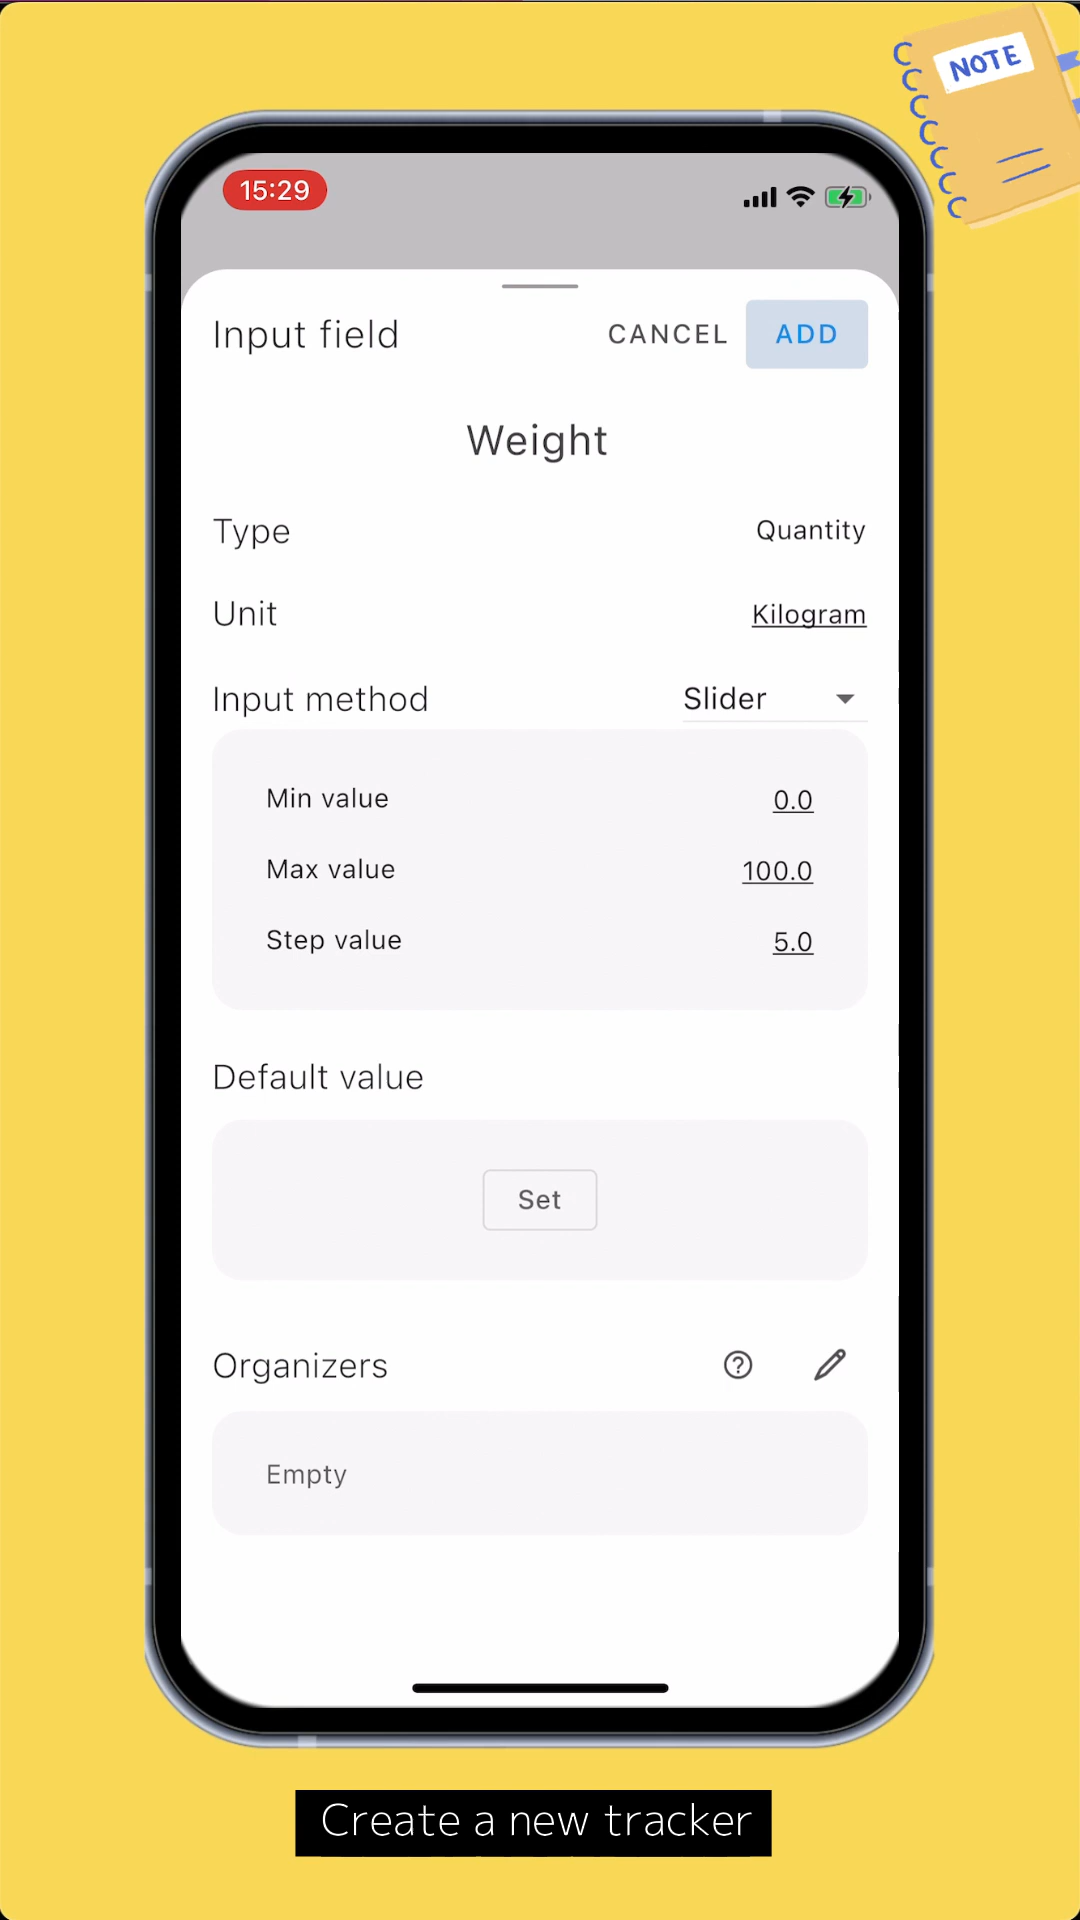 NOTE
15:29
Input field CANCEL ADD
Weight
Type Quantity
Unit Kilogram
Input method Slider
Min value 0.0
Max value 100.0
Step value 5.0
Default value
Set
Organizers
Empty
Create a new tracker